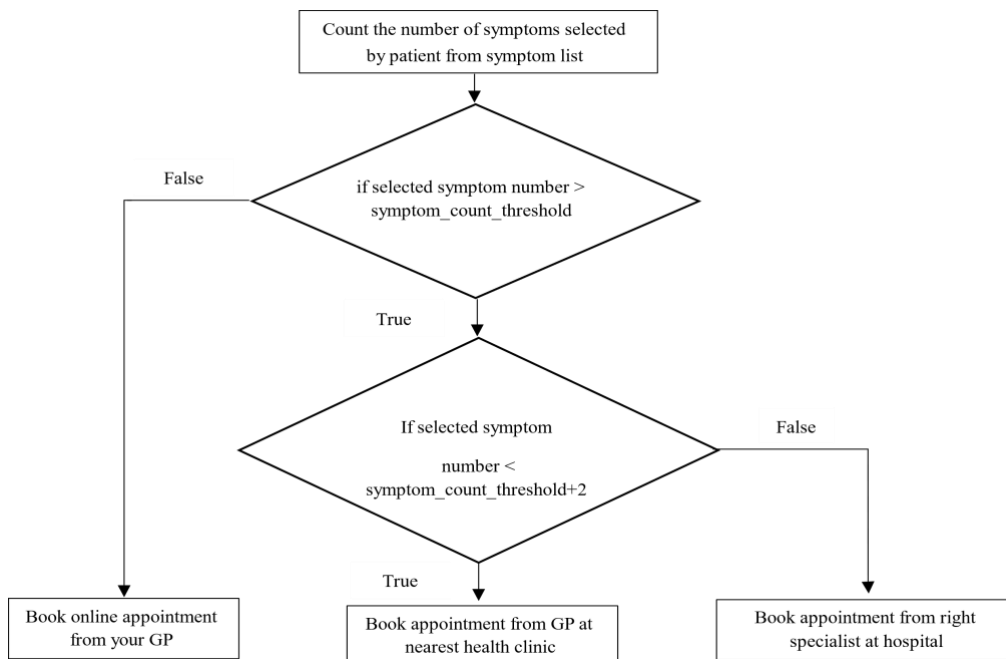 Count the number of symptoms selected
by patient from symptom list
False
if selected symptom number >
symptom_count_threshold
True
If selected symptom
number <
symptom_count_threshold+2
False
True
Book online appointment
from your GP
Book appointment from GP at
nearest health clinic
Book appointment from right
specialist at hospital